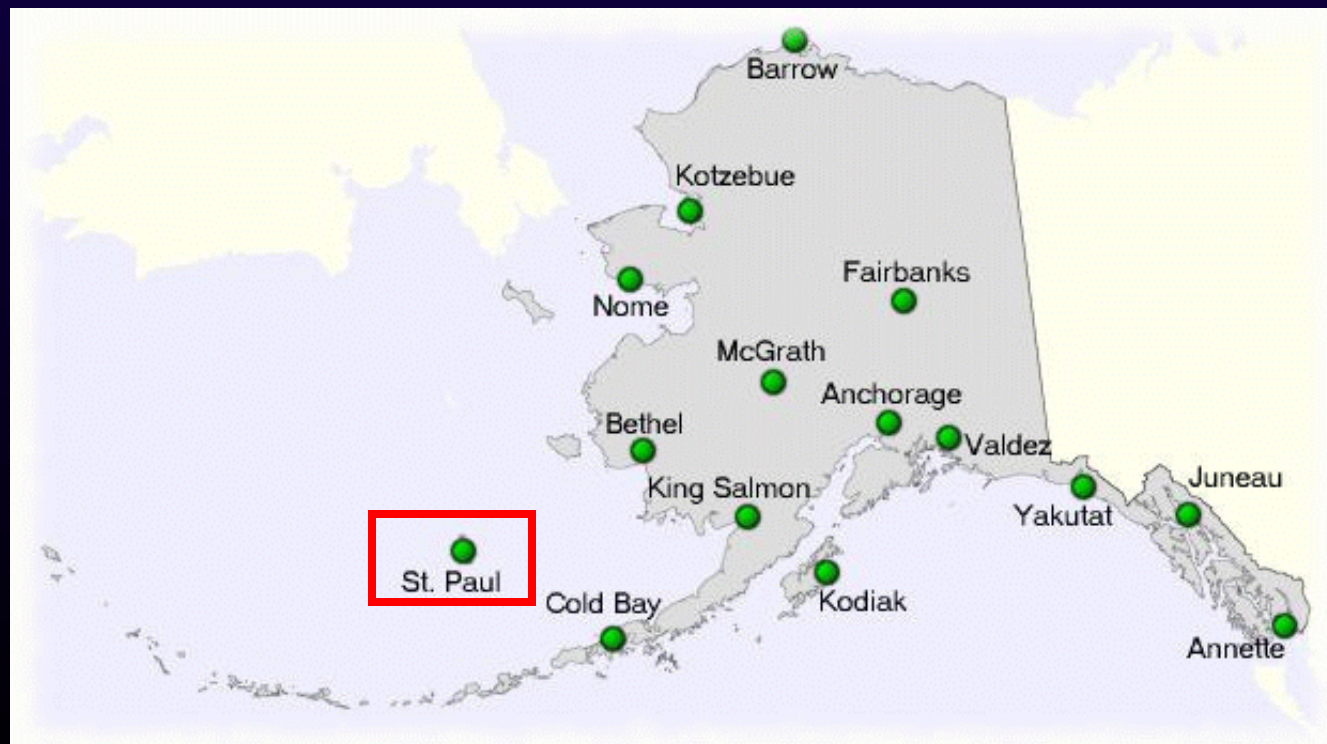 Barrow
Kotzebue
Fairbanks
Nome
McGrath
Anchorage
Bethel
Valdez
Juneau
King Salmon
Yakutat
St. Paul
Cold Bay
Kodiak
Annette